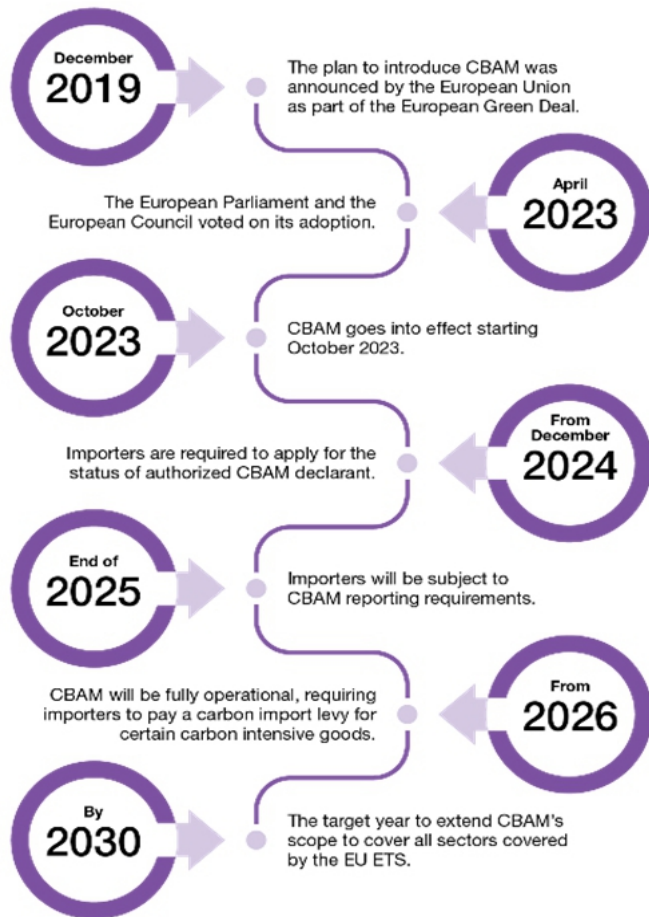 December
2019
The plan to introduce CBAM was
announced by the European Union
as part of the European Green Deal.
The European Parliament and the
European Council voted on its adoption.
April
2023
October
2023
CBAM goes into effect starting
October 2023.
Importers are required to apply for the
status of authorized CBAM declarant.
From
December
2024
End of
2025
Importers will be subject to
CBAM reporting requirements.
CBAM will be fully operational, requiring
importers to pay a carbon import levy for
certain carbon intensive goods.
From
2026
By
2030
The target year to extend CBAM's
scope to cover all sectors covered
by the EU ETS.